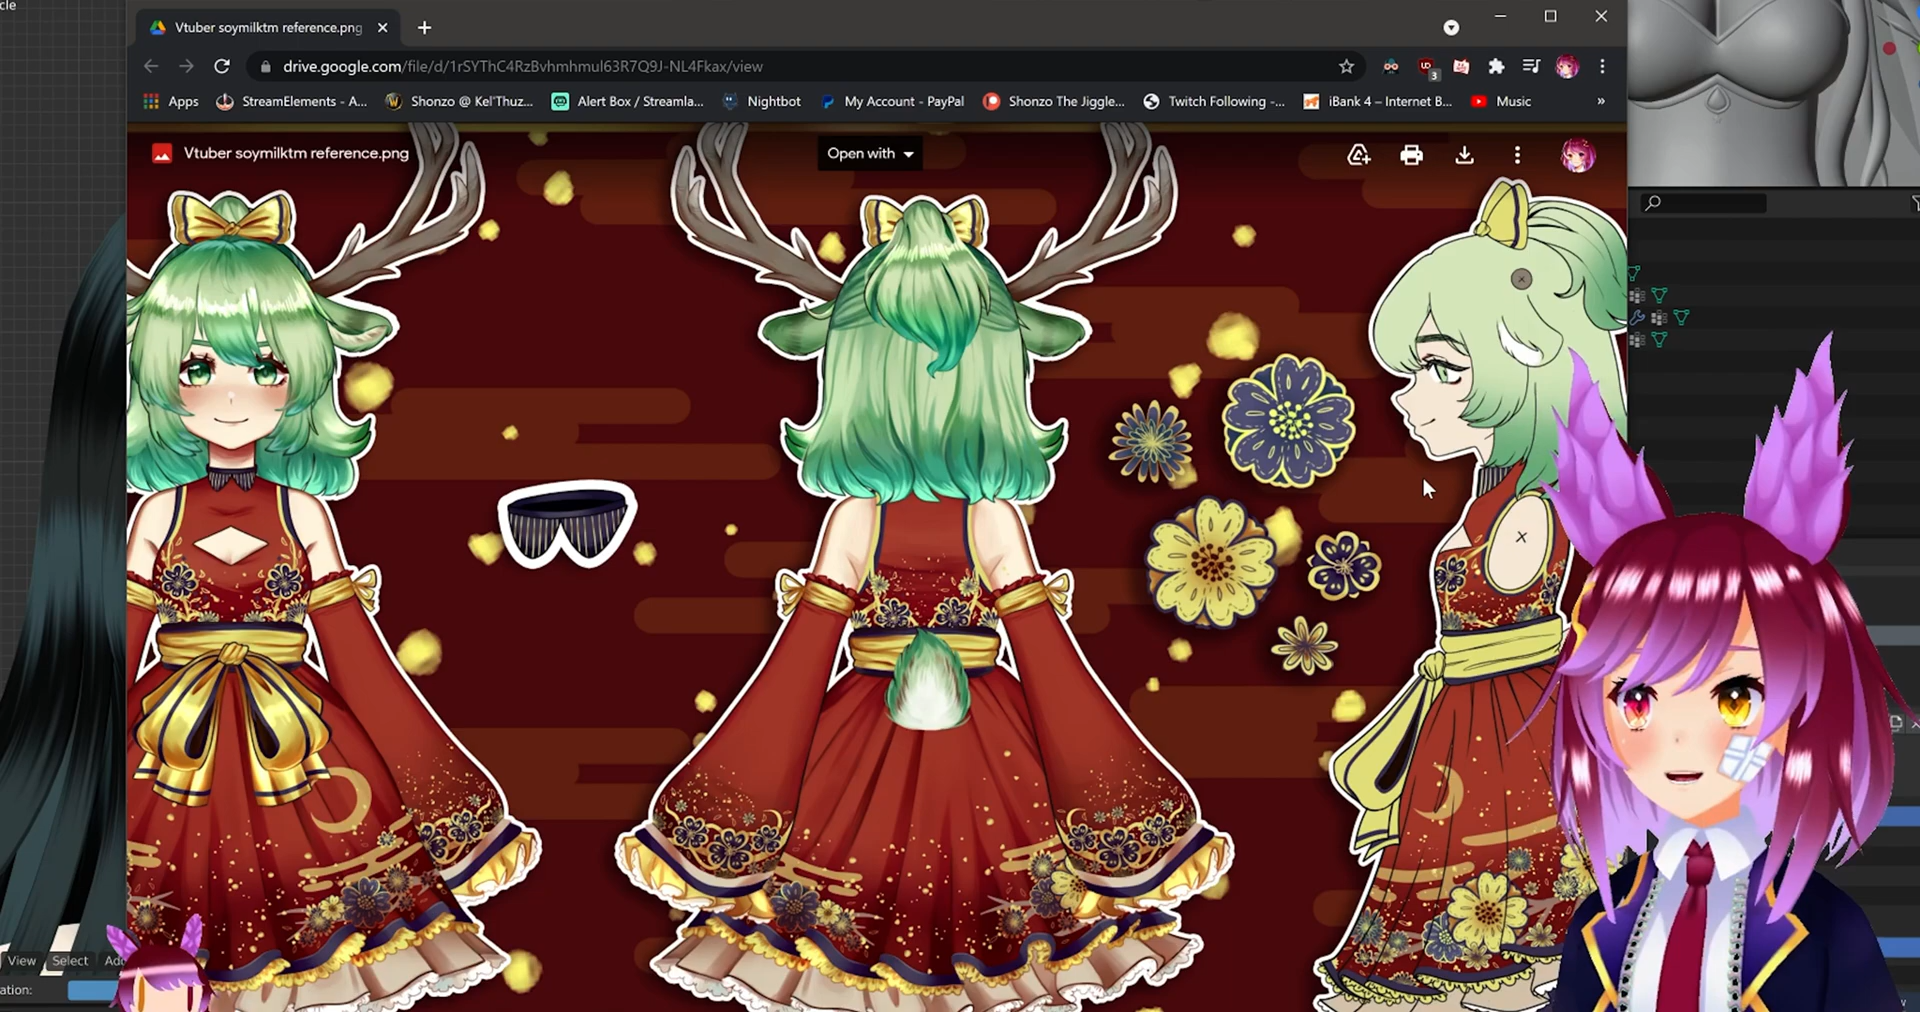 cle
Vtuber soymilktm reference.png
drive.google.com/file/d/1rSYThC4RzBvhmhmul63R7Q9J-NL4Fkax/view
3
Apps
StreamElements - A...
Shonzo @ Kel'Thuz...
Alert Box / Streamla...
Nightbot
My Account - PayPal
Shonzo The Jiggle...
Twitch Following -...
iBank 4 – Internet B...
Music
»
Vtuber soymilktm reference.png
Open with
View
Select
Add
ation: